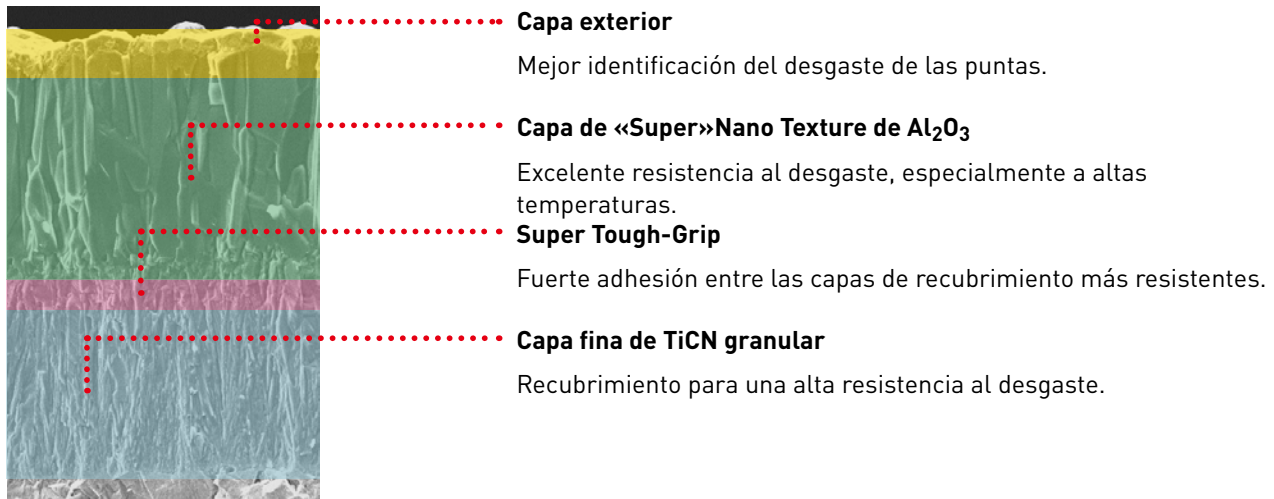 Capa exterior
Mejor identificación del desgaste de las puntas.
Capa de «Super»Nano Texture de Al₂O₃
Excelente resistencia al desgaste, especialmente a altas
temperaturas.
Super Tough-Grip
Fuerte adhesión entre las capas de recubrimiento más resistentes.
Capa fina de TiCN granular
Recubrimiento para una alta resistencia al desgaste.